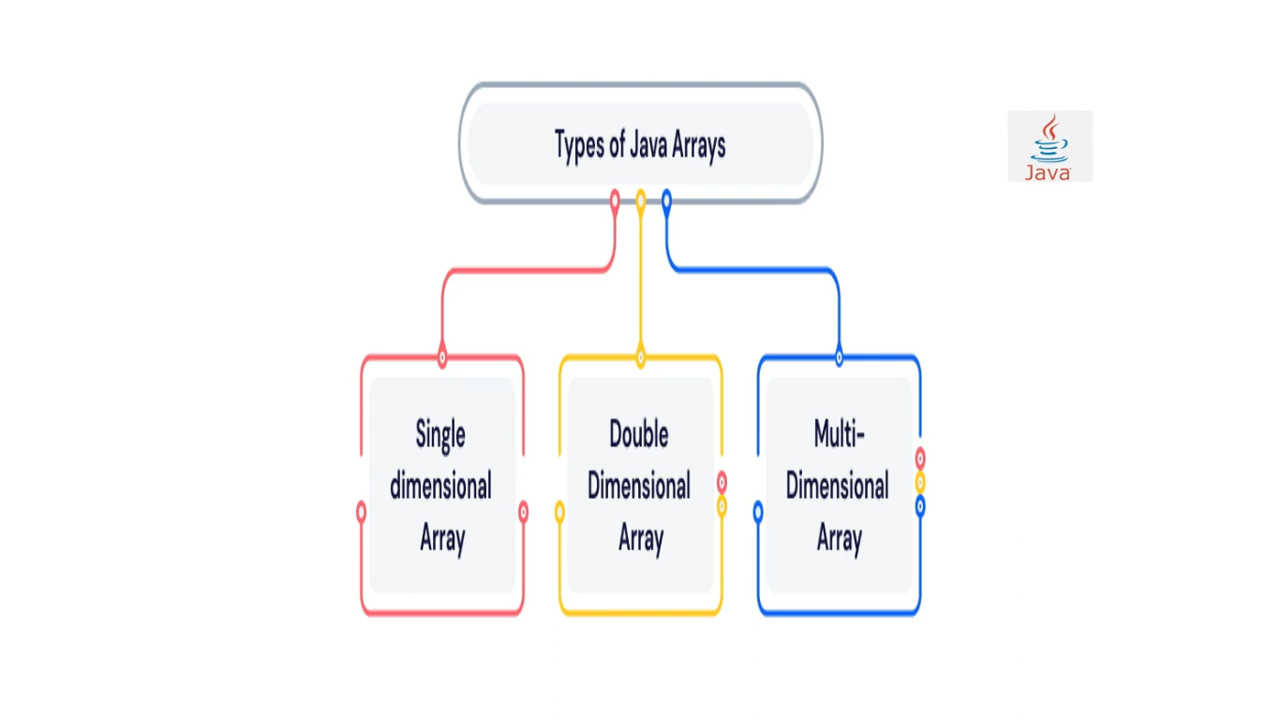 Types of Java Arrays
Java
Single
dimensional
Array
Double
Dimensional
Array
Multi-
Dimensional
Array